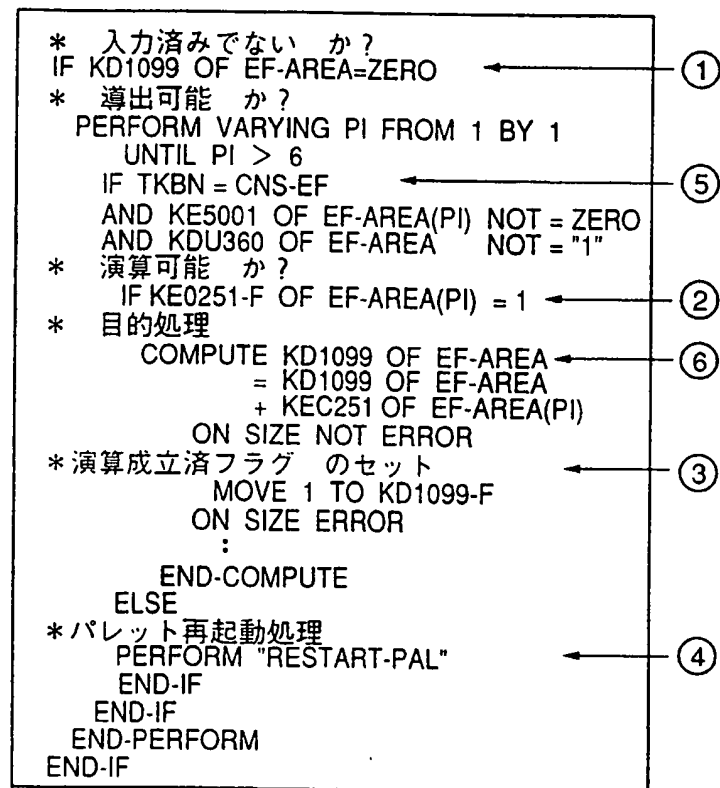 * 入力済みでない か?
IF KD1099 OF EF-AREA=ZERO ①
* 導出可能 か?
PERFORM VARYING PI FROM 1 BY 1
UNTIL PI > 6
IF TKBN = CNS-EF ⑤
AND KE5001 OF EF-AREA(PI) NOT = ZERO
AND KDU360 OF EF-AREA NOT = "1"
* 演算可能 か?
IF KE0251-F OF EF-AREA(PI) = 1 ②
* 目的処理
COMPUTE KD1099 OF EF-AREA ⑥
= KD1099 OF EF-AREA
+ KEC251 OF EF-AREA(PI)
ON SIZE NOT ERROR
*演算成立済フラグ のセット ③
MOVE 1 TO KD1099-F
ON SIZE ERROR
:
END-COMPUTE
ELSE
*パレット再起動処理
PERFORM "RESTART-PAL" ④
END-IF
END-IF
END-PERFORM
END-IF